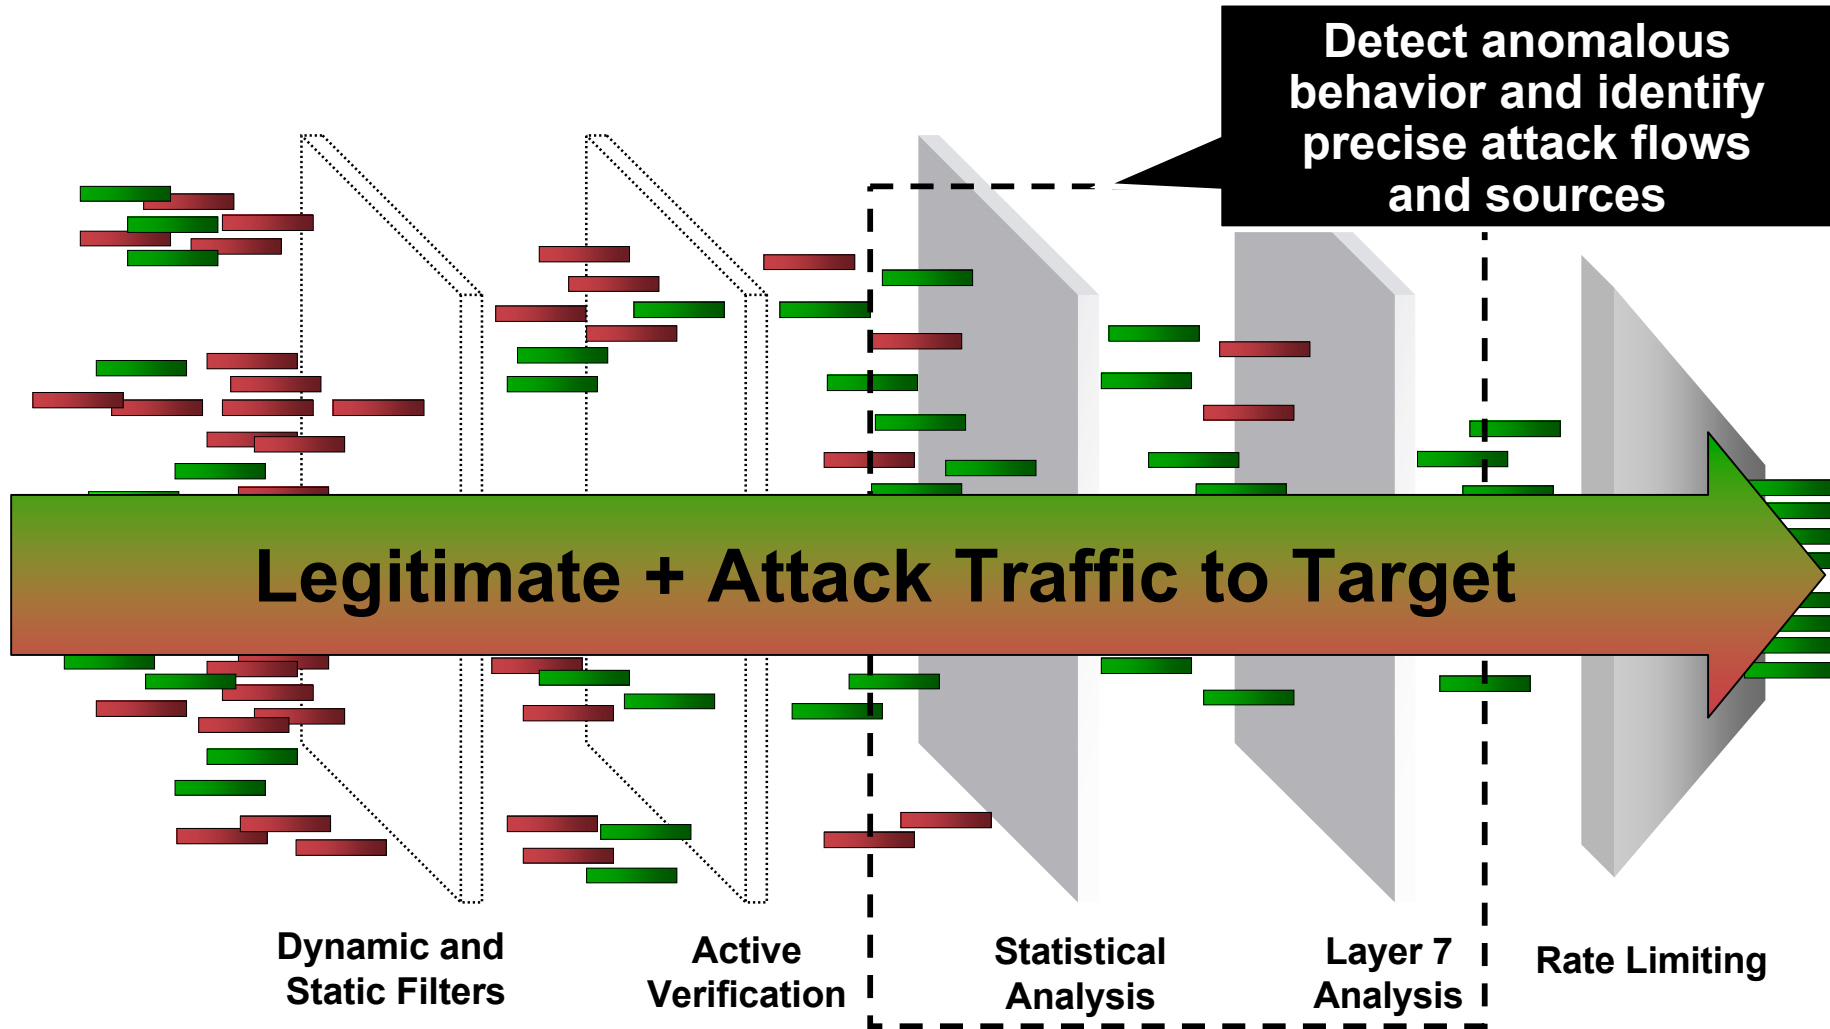 Detect anomalous
behavior and identify
precise attack flows
and sources
Legitimate + Attack Traffic to Target
Dynamic and
Static Filters
Active
Verification
Statistical
Analysis
Layer 7
Analysis
Rate Limiting